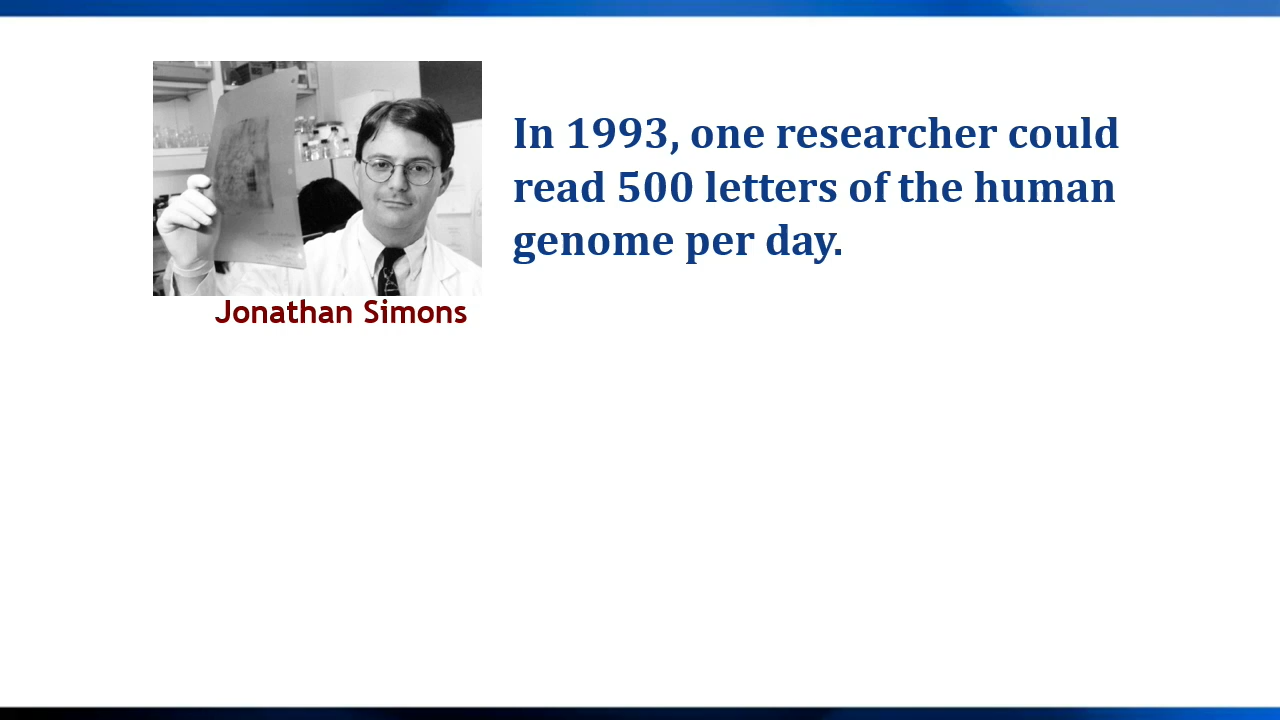 In 1993, one researcher could
read 500 letters of the human
genome per day.
Jonathan Simons